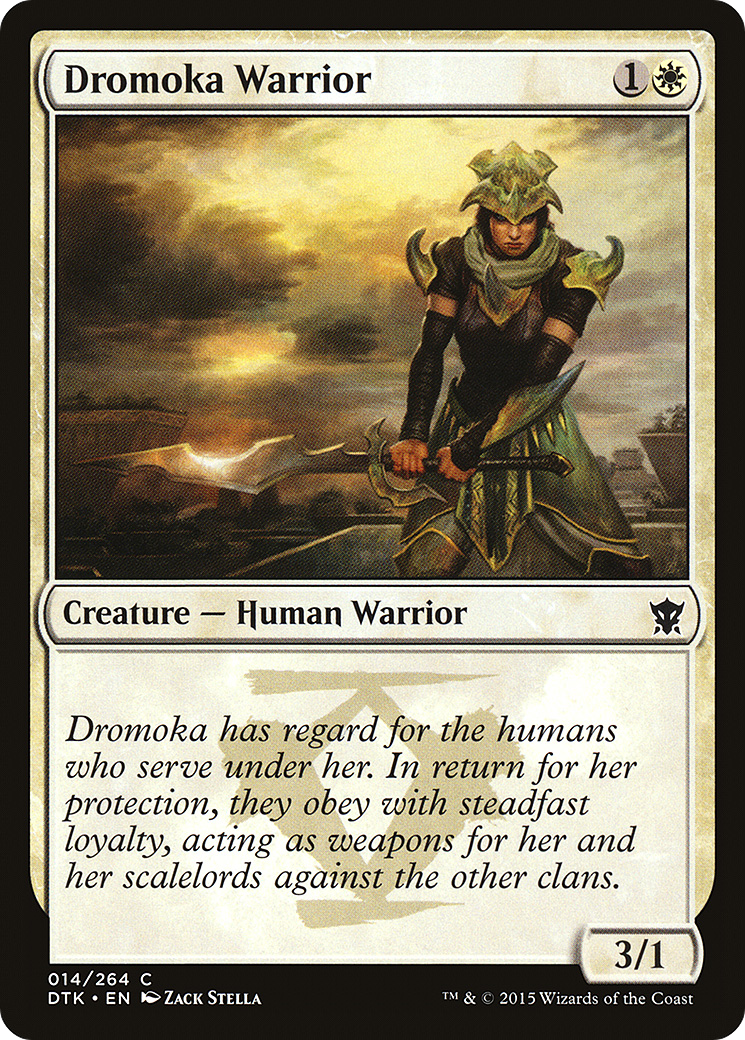 Dromoka Warrior 1
Creature — Human Warrior
Dromoka has regard for the humans
who serve under her. In return for her
protection, they obey with steadfast
loyalty, acting as weapons for her and
her scalelords against the other clans.
3/1
014/264 C
DTK • EN Zack Stella
™ & © 2015 Wizards of the Coast